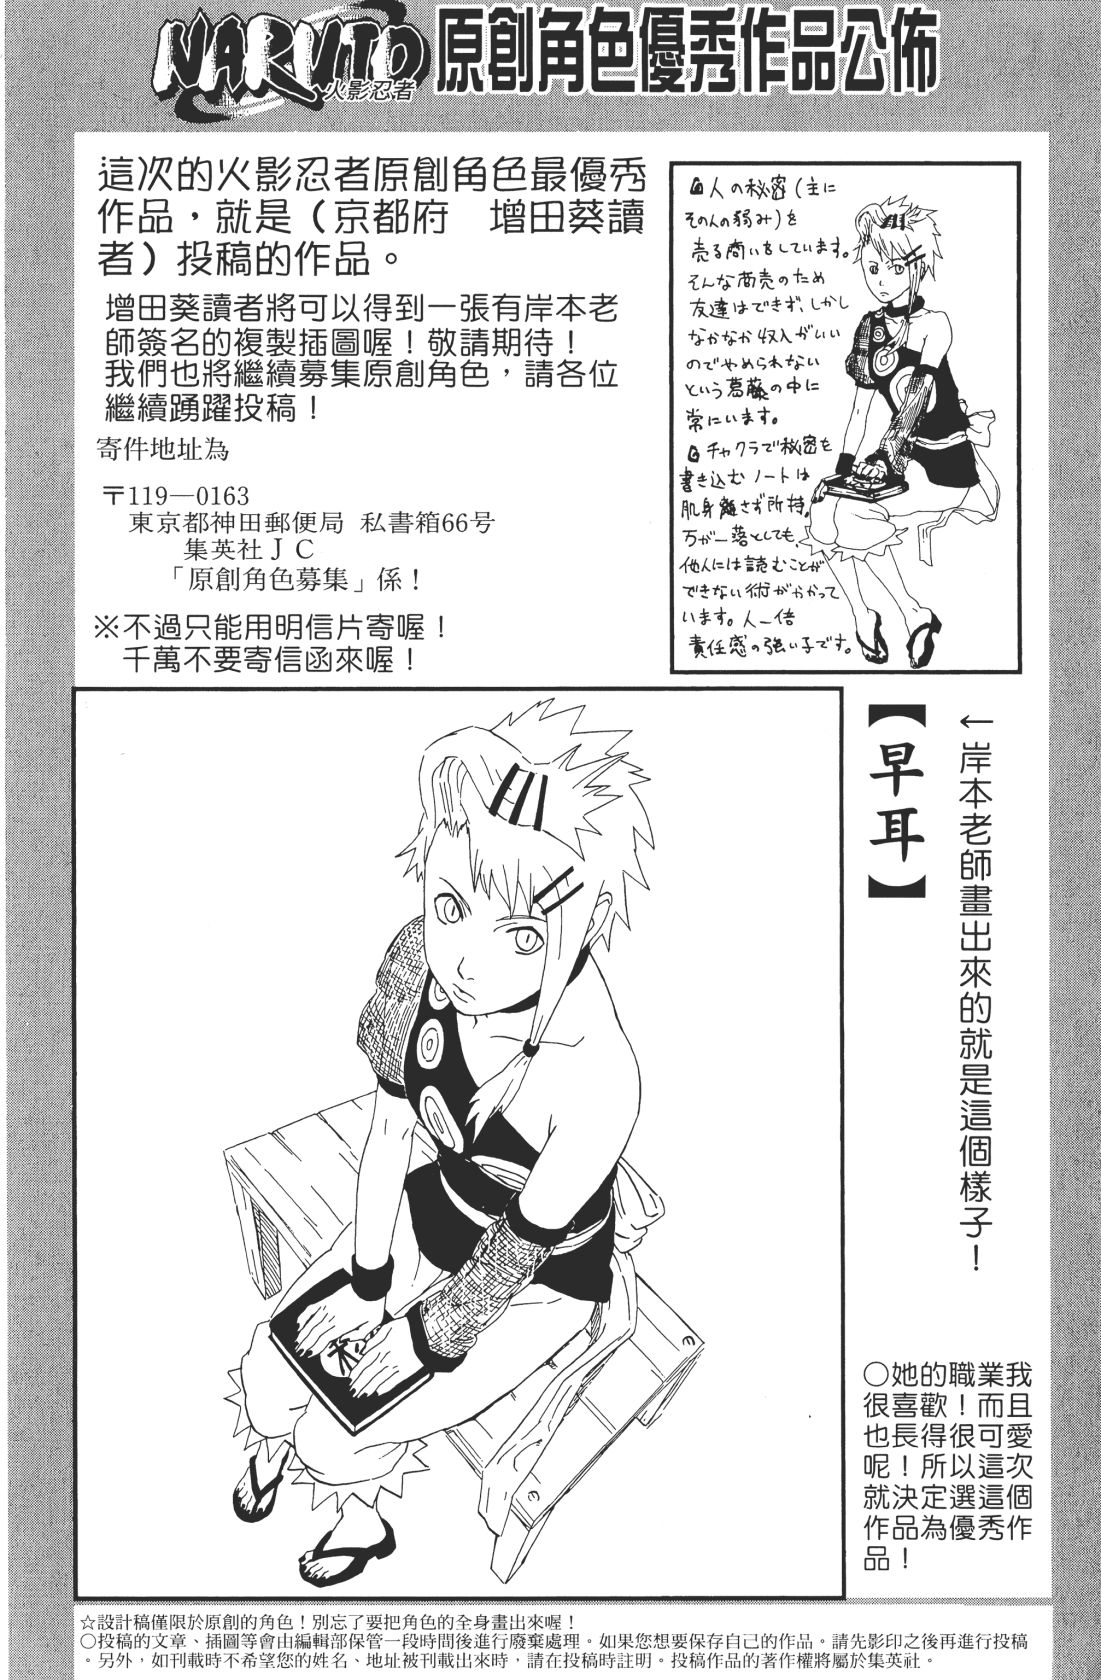 NARUTO
火影忍者
原創角色優秀作品公佈
這次的火影忍者原創角色最優秀
作品，就是（京都府　增田葵讀
者）投稿的作品。
增田葵讀者將可以得到一張有岸本老
師簽名的複製插圖喔！敬請期待！
我們也將繼續募集原創角色，請各位
繼續踴躍投稿！
寄件地址為
〒119—0163
東京都神田郵便局 私書箱66号
集英社ＪＣ
「原創角色募集」係！
※不過只能用明信片寄喔！
千萬不要寄信函來喔！
人の秘密(主に
その人の弱み)を
売る商いをしています。
そんな商売のため
友達はできず、しかし
なかなか収入がいい
のでやめられない
という葛藤の中に
常にいます。
チャクラで秘密を
書き込むノートは
肌身離さず所持。
万が一落としても、
他人には読むことが
できない術がかかって
います。人一倍
責任感の強い子です。
←岸本老師畫出來的就是這個樣子！
【早耳】
秘
○她的職業我
很喜歡！而且
也長得很可愛
呢！所以這次
就決定選這個
作品為優秀作
品！
☆設計稿僅限於原創的角色！別忘了要把角色的全身畫出來喔！
○投稿的文章、插圖等會由編輯部保管一段時間後進行廢棄處理。如果您想要保存自己的作品。請先影印之後再進行投稿
。另外，如刊載時不希望您的姓名、地址被刊載出來時，請在投稿時註明。投稿作品的著作權將屬於集英社。